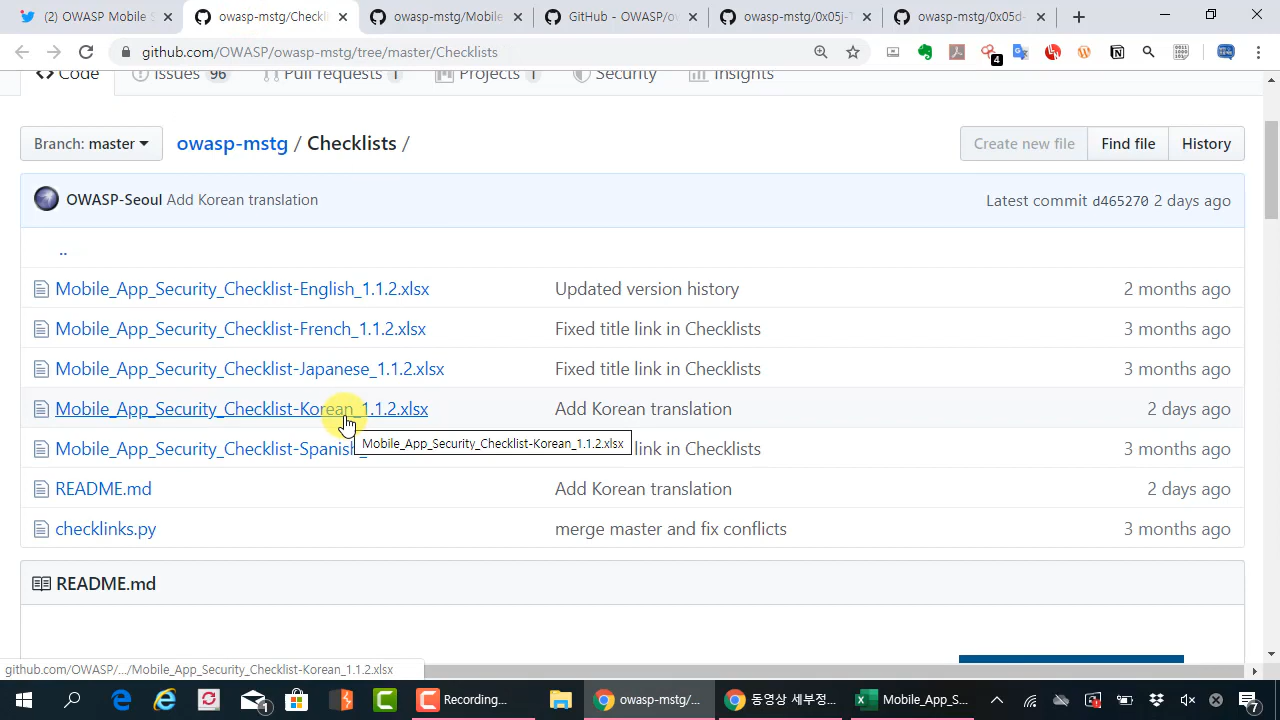 (2) OWASP Mobile S
owasp-mstg/Checkli
owasp-mstg/Mobile_
GitHub - OWASP/ow
owasp-mstg/0x05j-T
owasp-mstg/0x05d-
github.com/OWASP/owasp-mstg/tree/master/Checklists
4
Code
Issues 96
Pull requests 1
Projects 1
Security
Insights
Branch: master
owasp-mstg / Checklists /
Create new file
Find file
History
OWASP-Seoul Add Korean translation
Latest commit d465270 2 days ago
..
Mobile_App_Security_Checklist-English_1.1.2.xlsx
Updated version history
2 months ago
Mobile_App_Security_Checklist-French_1.1.2.xlsx
Fixed title link in Checklists
3 months ago
Mobile_App_Security_Checklist-Japanese_1.1.2.xlsx
Fixed title link in Checklists
3 months ago
Mobile_App_Security_Checklist-Korean_1.1.2.xlsx
Add Korean translation
2 days ago
Mobile_App_Security_Checklist-Korean_1.1.2.xlsx
Mobile_App_Security_Checklist-Spanish_
link in Checklists
3 months ago
README.md
Add Korean translation
2 days ago
checklinks.py
merge master and fix conflicts
3 months ago
README.md
github.com/OWASP/.../Mobile_App_Security_Checklist-Korean_1.1.2.xlsx
1
Recording...
owasp-mstg/...
동영상 세부정...
Mobile_App_S...
7